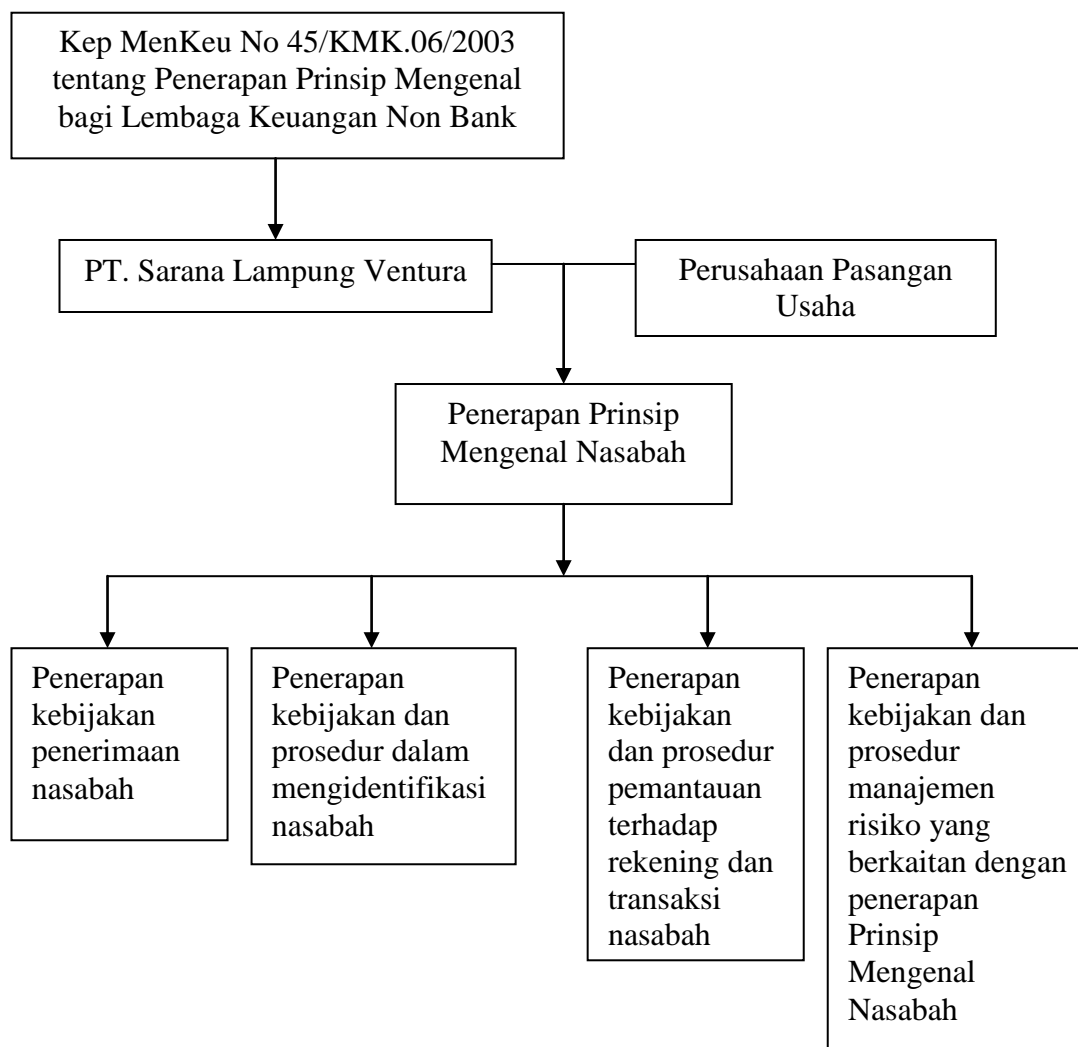 Kep MenKeu No 45/KMK.06/2003
tentang Penerapan Prinsip Mengenal
bagi Lembaga Keuangan Non Bank
PT. Sarana Lampung Ventura
Perusahaan Pasangan
Usaha
Penerapan Prinsip
Mengenal Nasabah
Penerapan
kebijakan
penerimaan
nasabah
Penerapan
kebijakan dan
prosedur dalam
mengidentifikasi
nasabah
Penerapan
kebijakan
dan prosedur
pemantauan
terhadap
rekening dan
transaksi
nasabah
Penerapan
kebijakan dan
prosedur
manajemen
risiko yang
berkaitan dengan
penerapan
Prinsip
Mengenal
Nasabah